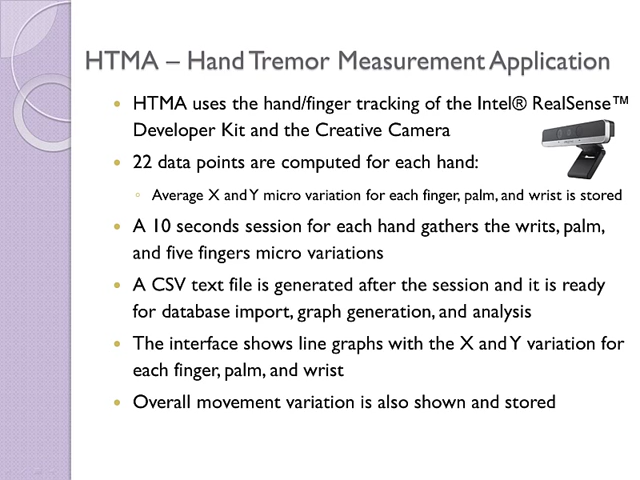 HTMA – Hand Tremor Measurement Application
• HTMA uses the hand/finger tracking of the Intel® RealSense™
Developer Kit and the Creative Camera
• 22 data points are computed for each hand:
◦ Average X and Y micro variation for each finger, palm, and wrist is stored
• A 10 seconds session for each hand gathers the writs, palm,
and five fingers micro variations
• A CSV text file is generated after the session and it is ready
for database import, graph generation, and analysis
• The interface shows line graphs with the X and Y variation for
each finger, palm, and wrist
• Overall movement variation is also shown and stored